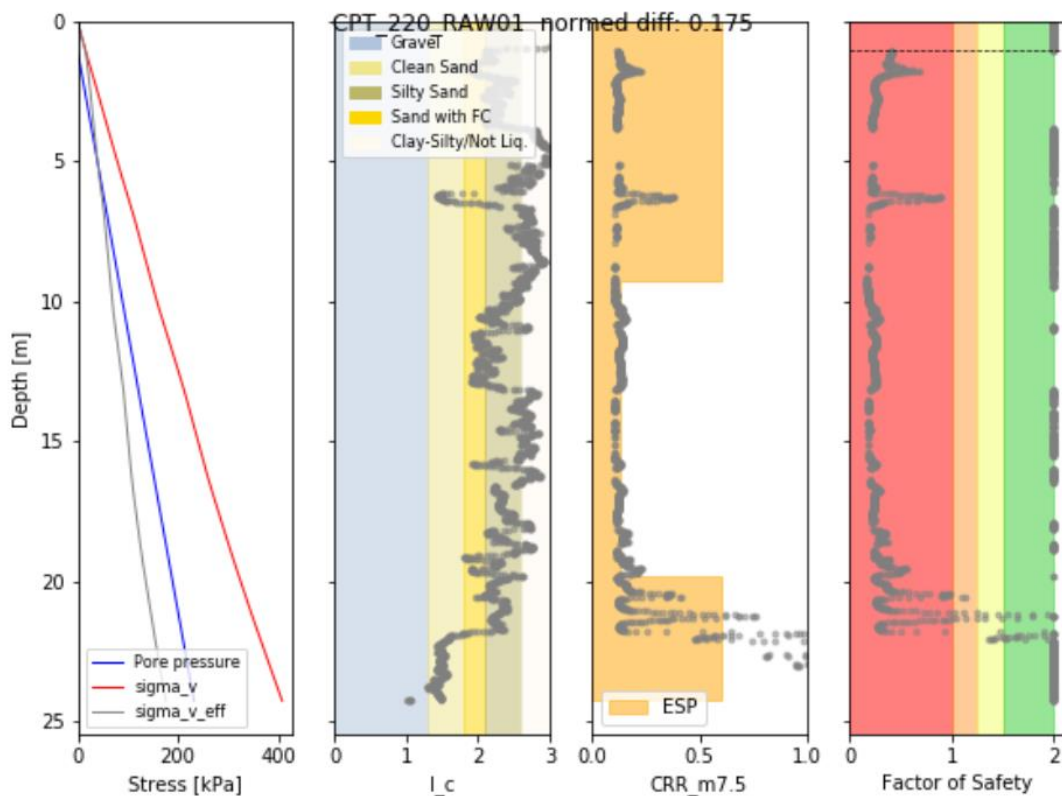 CPT_220_RAW01 normed diff: 0.175
0
5
10
15
20
25
Depth [m]
Pore pressure
sigma_v
sigma_v_eff
0
200
400
Stress [kPa]
Gravel
Clean Sand
Silty Sand
Sand with FC
Clay-Silty/Not Liq.
0
1
2
3
I_c
ESP
0.0
0.5
1.0
CRR_m7.5
0
1
2
Factor of Safety